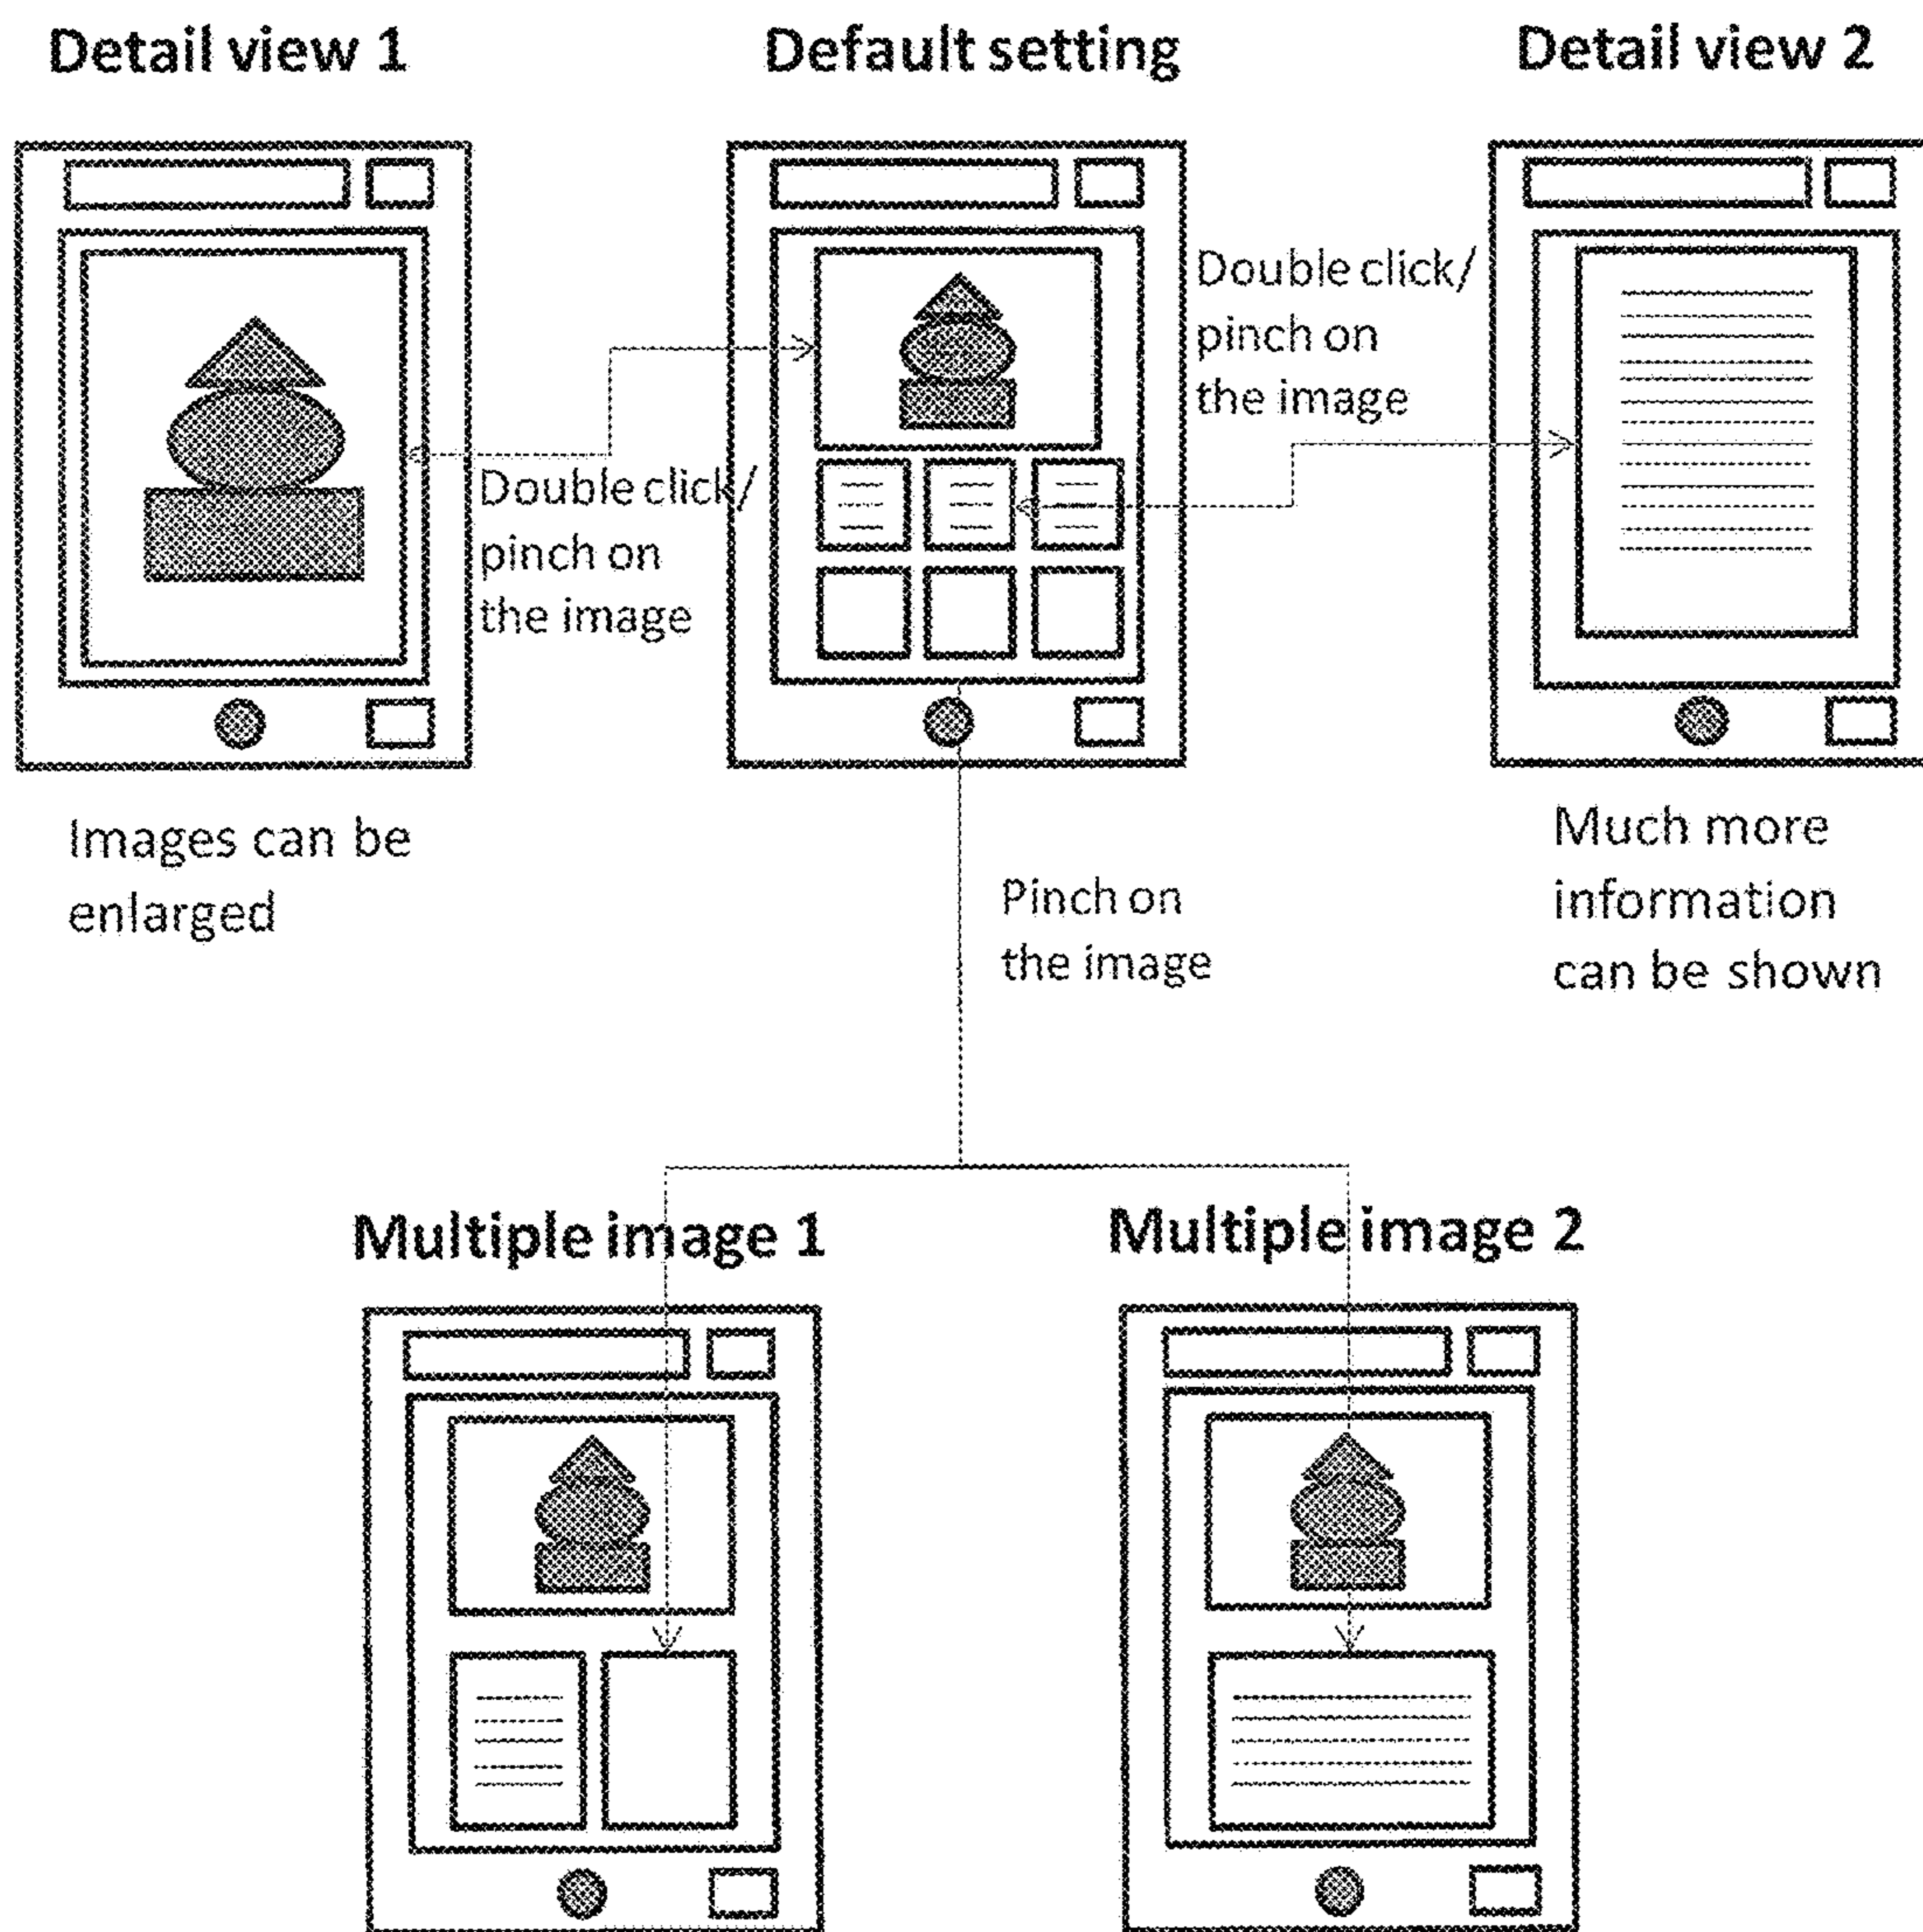 Detail view 1
Default setting
Detail view 2
Double click/
pinch on
the image
Double click/
pinch on
the image
Images can be
enlarged
Pinch on
the image
Much more
information
can be shown
Multiple image 1
Multiple image 2